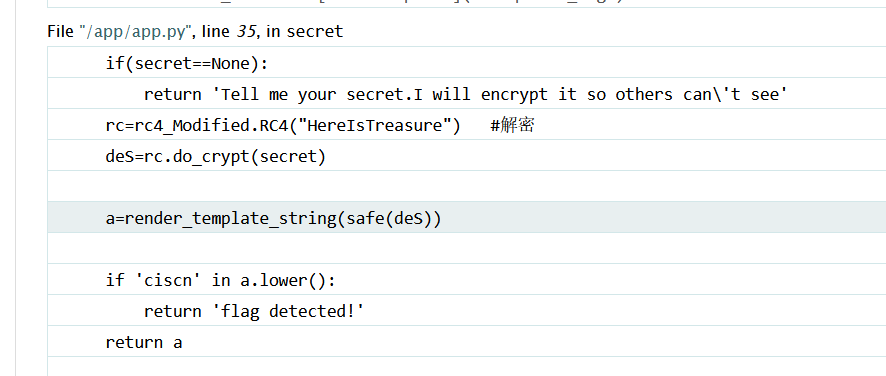 File "/app/app.py", line 35, in secret
if(secret==None):
return 'Tell me your secret.I will encrypt it so others can\'t see'
rc=rc4_Modified.RC4("HereIsTreasure")   #解密
deS=rc.do_crypt(secret)
a=render_template_string(safe(deS))
if 'ciscn' in a.lower():
return 'flag detected!'
return a